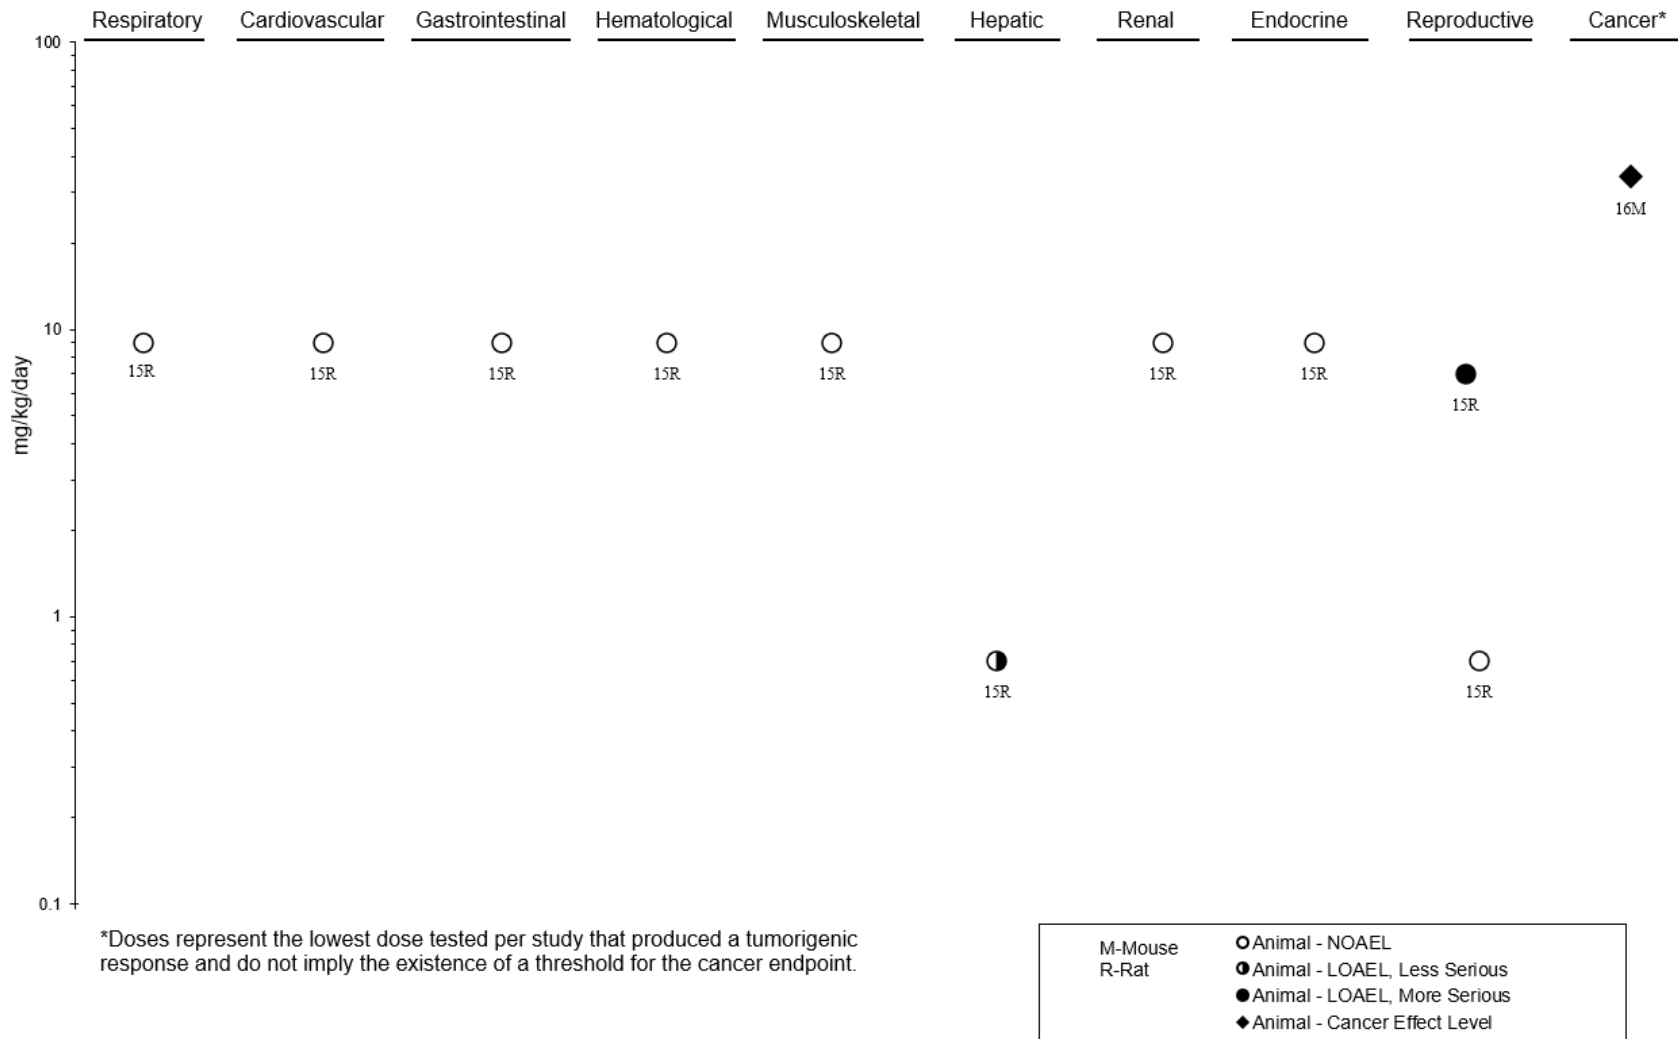 Respiratory Cardiovascular Gastrointestinal Hematological Musculoskeletal Hepatic Renal Endocrine Reproductive Cancer*
100
16M
10
15R 15R 15R 15R 15R 15R 15R
15R
mg/kg/day
1
15R 15R
0.1
*Doses represent the lowest dose tested per study that produced a tumorigenic
response and do not imply the existence of a threshold for the cancer endpoint.
M-Mouse
R-Rat
Animal - NOAEL
Animal - LOAEL, Less Serious
Animal - LOAEL, More Serious
Animal - Cancer Effect Level